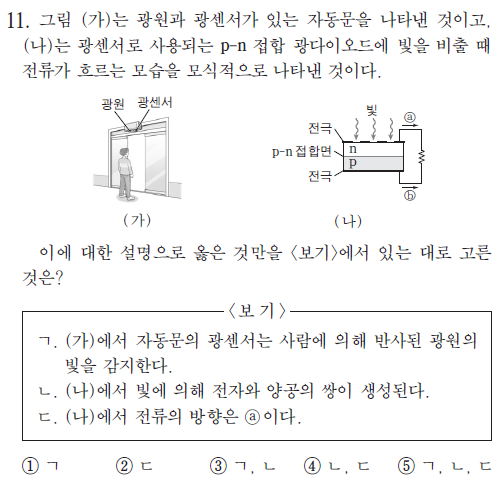 11. 그림 (가)는 광원과 광센서가 있는 자동문을 나타낸 것이고,
(나)는 광센서로 사용되는 p-n 접합 광다이오드에 빛을 비출 때
전류가 흐르는 모습을 모식적으로 나타낸 것이다.
광원 광센서
(가)
빛
ⓐ
전극
p-n 접합면
n
p
전극
ⓑ
(나)
이에 대한 설명으로 옳은 것만을 <보기>에서 있는 대로 고른
것은?
<보 기>
ㄱ. (가)에서 자동문의 광센서는 사람에 의해 반사된 광원의
빛을 감지한다.
ㄴ. (나)에서 빛에 의해 전자와 양공의 쌍이 생성된다.
ㄷ. (나)에서 전류의 방향은 ⓐ이다.
① ㄱ ② ㄷ ③ ㄱ, ㄴ ④ ㄴ, ㄷ ⑤ ㄱ, ㄴ, ㄷ